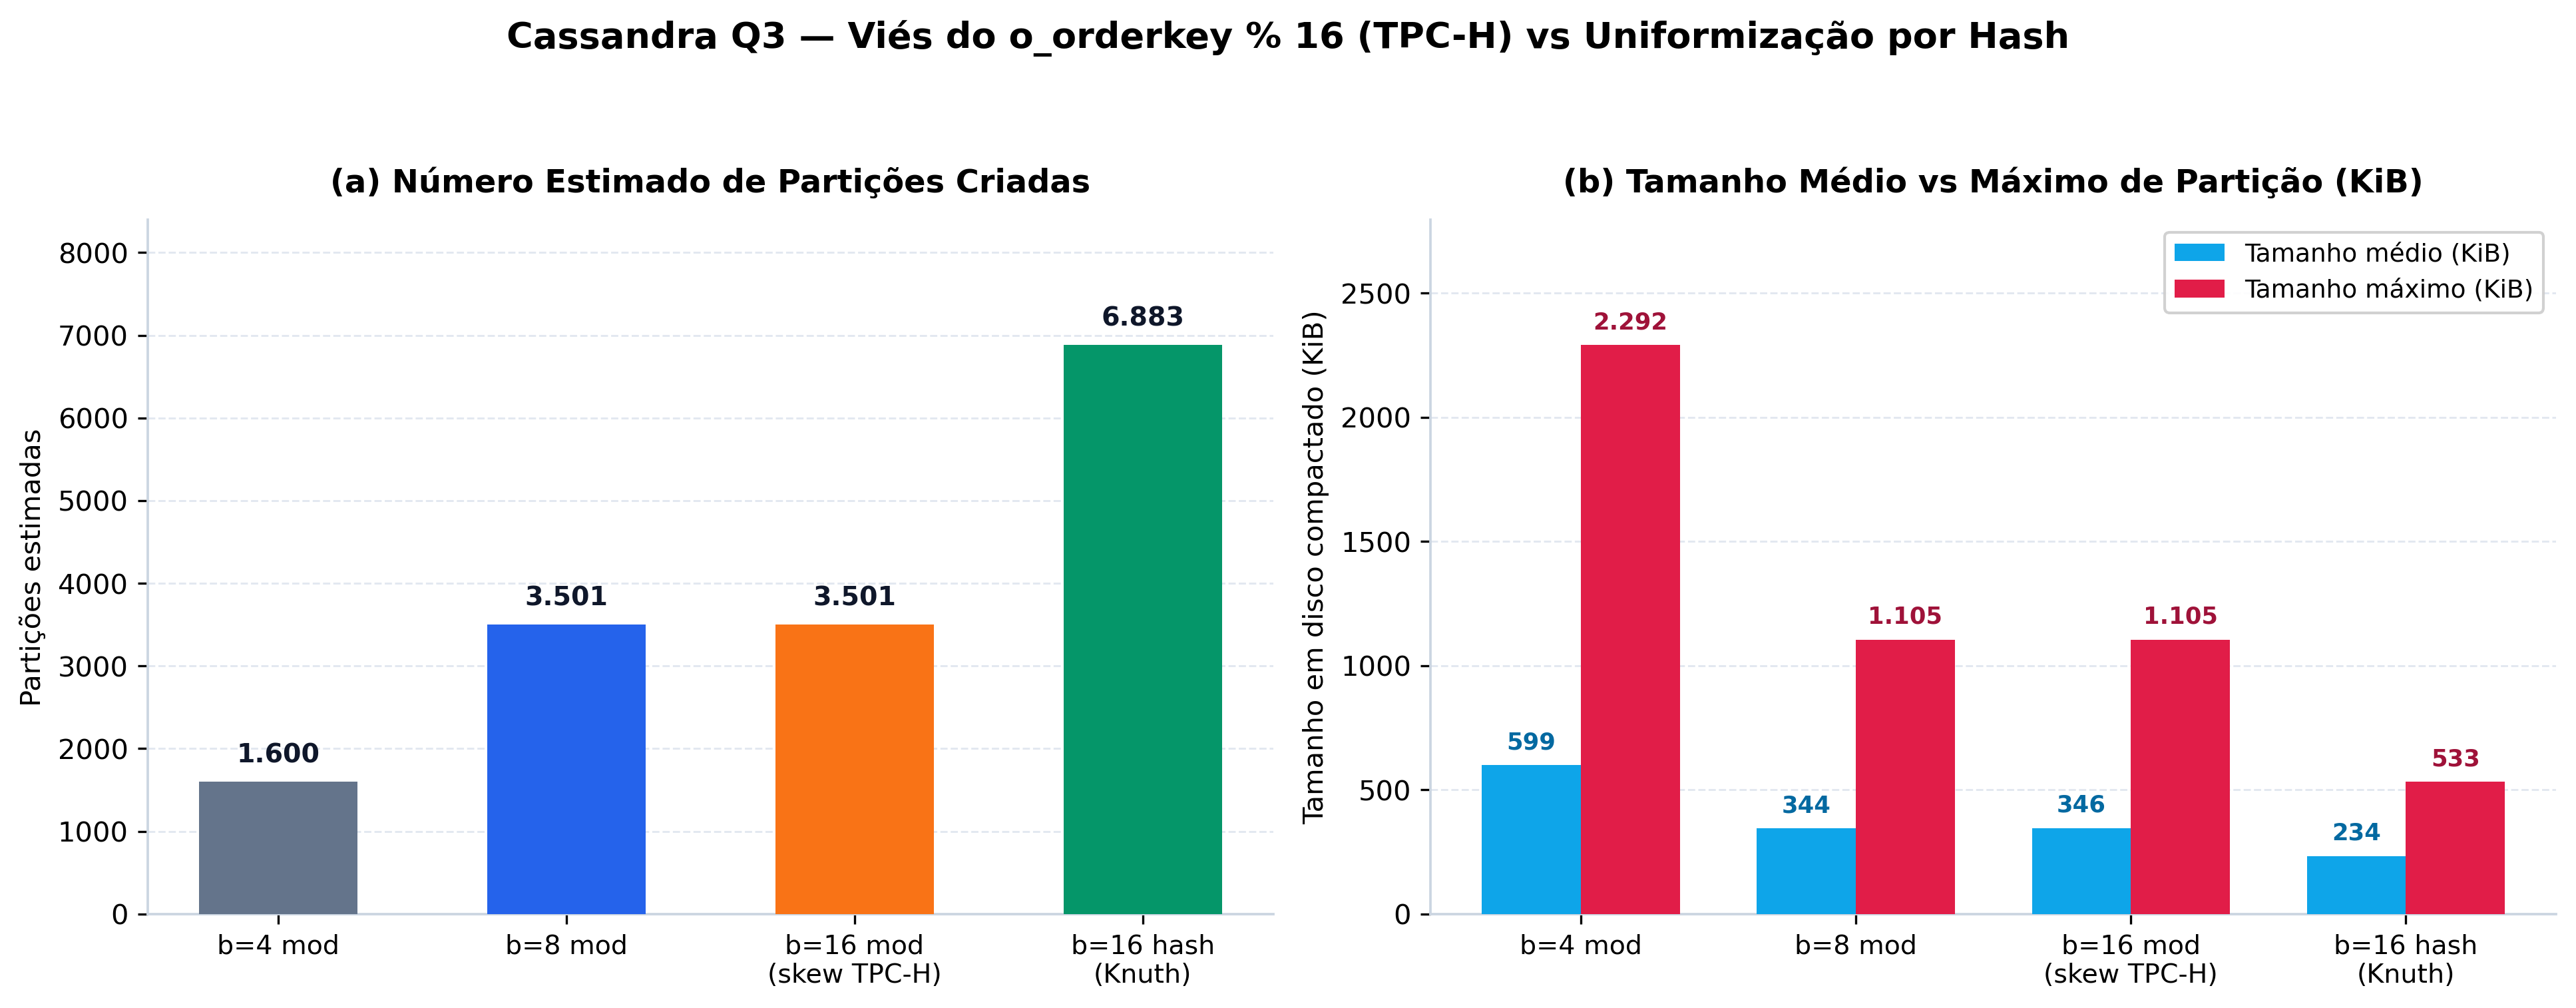 Cassandra Q3 — Viés do o_orderkey % 16 (TPC-H) vs Uniformização por Hash
(a) Número Estimado de Partições Criadas
Partições estimadas
8000
7000
6000
5000
4000
3000
2000
1000
0
1.600
3.501
3.501
6.883
b=4 mod
b=8 mod
b=16 mod
(skew TPC-H)
b=16 hash
(Knuth)
(b) Tamanho Médio vs Máximo de Partição (KiB)
Tamanho em disco compactado (KiB)
2500
2000
1500
1000
500
0
Tamanho médio (KiB)
Tamanho máximo (KiB)
599
2.292
344
1.105
346
1.105
234
533
b=4 mod
b=8 mod
b=16 mod
(skew TPC-H)
b=16 hash
(Knuth)